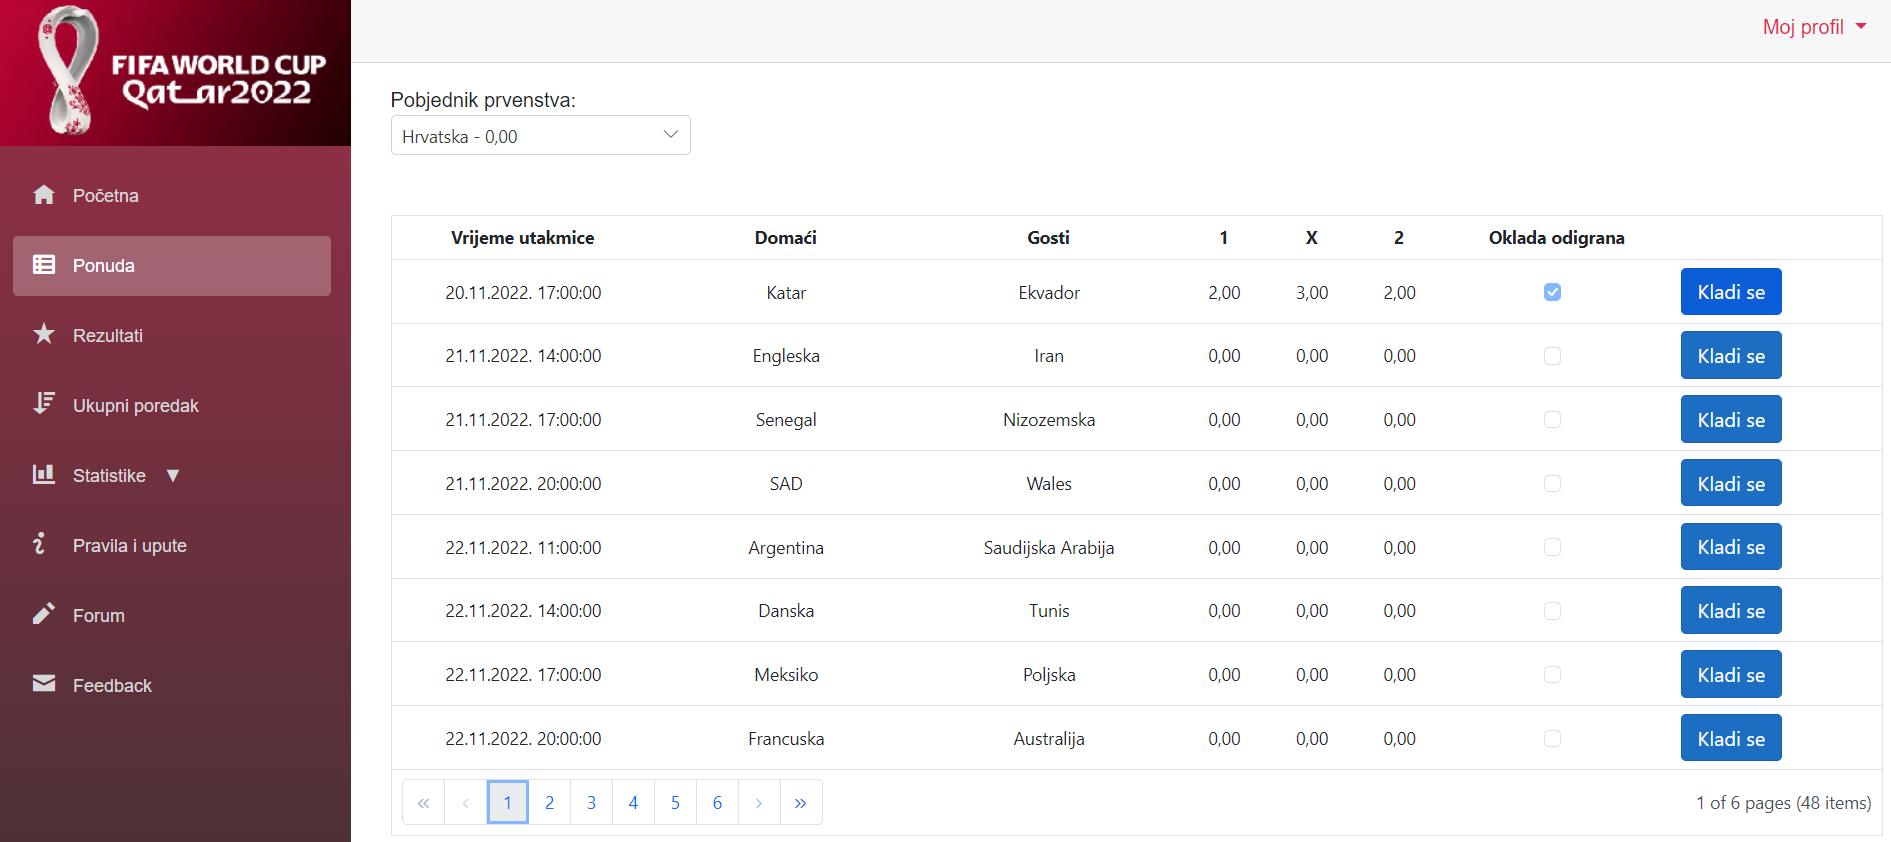 FIFA WORLD CUP
Qatar2022
Moj profil
Početna
Ponuda
Rezultati
Ukupni poredak
Statistike ▼
Pravila i upute
Forum
Feedback
Pobjednik prvenstva:
Hrvatska - 0,00
Vrijeme utakmice Domaći Gosti 1 X 2 Oklada odigrana
20.11.2022. 17:00:00 Katar Ekvador 2,00 3,00 2,00 Kladi se
21.11.2022. 14:00:00 Engleska Iran 0,00 0,00 0,00 Kladi se
21.11.2022. 17:00:00 Senegal Nizozemska 0,00 0,00 0,00 Kladi se
21.11.2022. 20:00:00 SAD Wales 0,00 0,00 0,00 Kladi se
22.11.2022. 11:00:00 Argentina Saudijska Arabija 0,00 0,00 0,00 Kladi se
22.11.2022. 14:00:00 Danska Tunis 0,00 0,00 0,00 Kladi se
22.11.2022. 17:00:00 Meksiko Poljska 0,00 0,00 0,00 Kladi se
22.11.2022. 20:00:00 Francuska Australija 0,00 0,00 0,00 Kladi se
« ‹ 1 2 3 4 5 6 › » 1 of 6 pages (48 items)